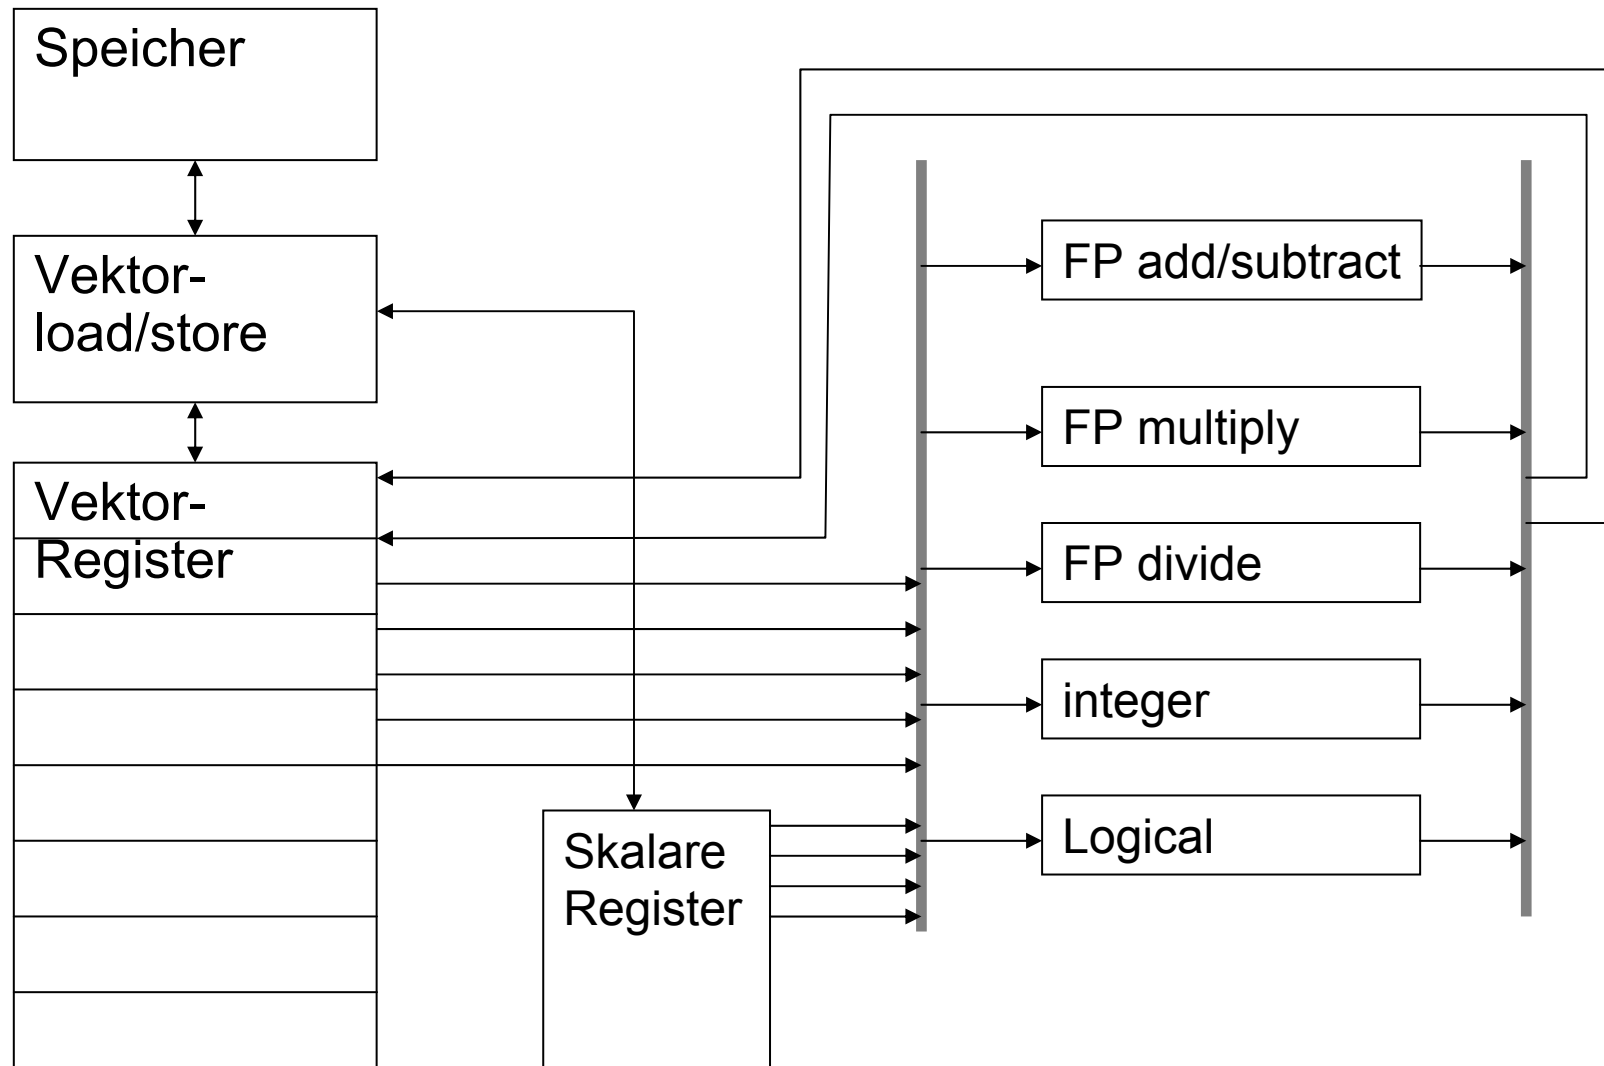 Speicher
Vektor-
load/store
Vektor-
Register
Skalare
Register
FP add/subtract
FP multiply
FP divide
integer
Logical